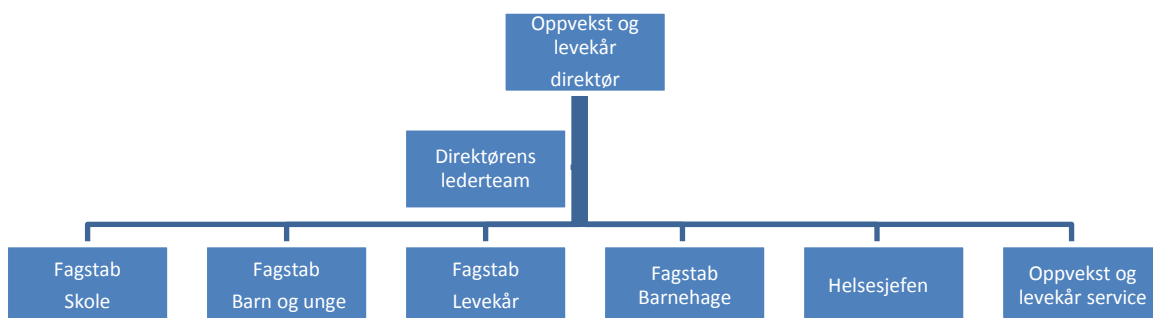 Oppvekst og
levekår
direktør
Direktørens
lederteam
Fagstab
Skole
Fagstab
Barn og unge
Fagstab
Levekår
Fagstab
Barnehage
Helsesjefen
Oppvekst og
levekår service